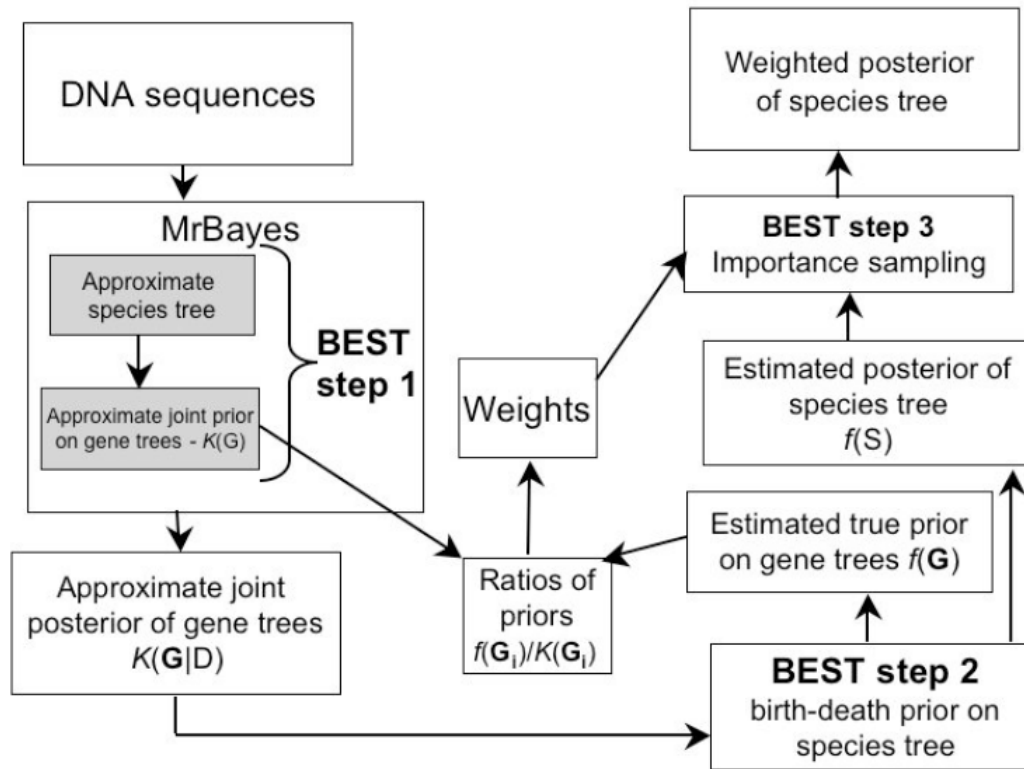 DNA sequences
MrBayes
Approximate
species tree
Approximate joint prior
on gene trees - K(G)
BEST
step 1
Approximate joint
posterior of gene trees
K(G|D)
Weights
Ratios of
priors
f(Gi)/K(Gi)
Weighted posterior
of species tree
BEST step 3
Importance sampling
Estimated posterior of
species tree
f(S)
Estimated true prior
on gene trees f(G)
BEST step 2
birth-death prior on
species tree